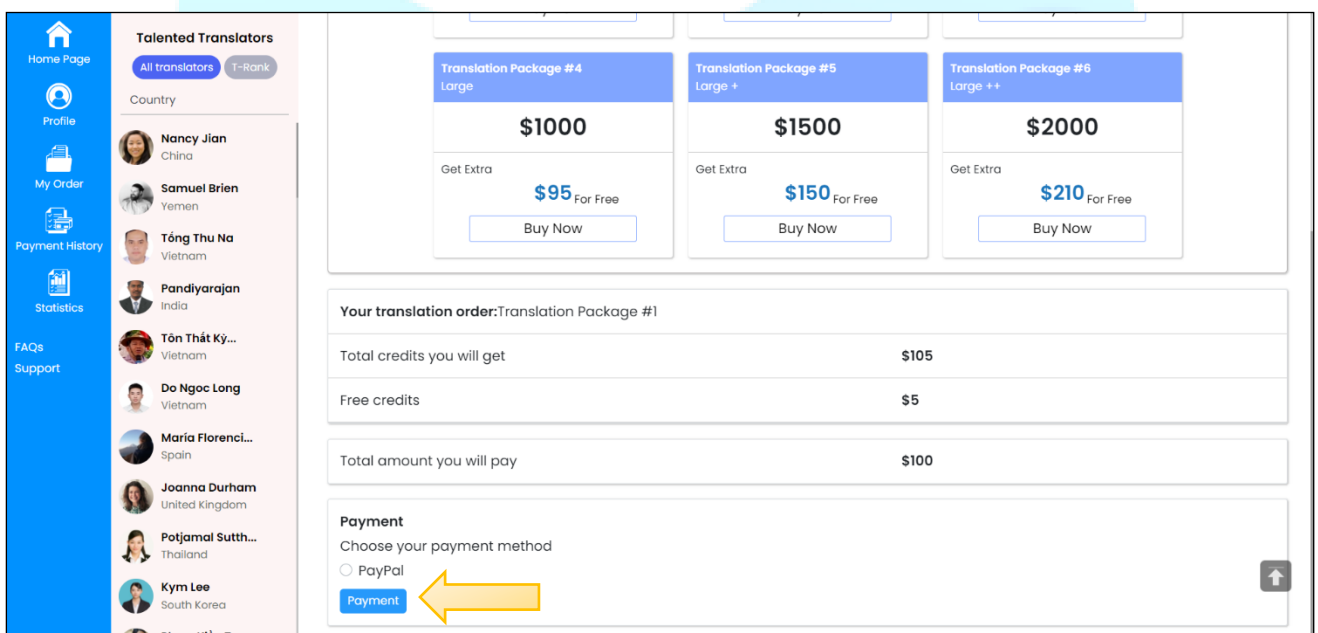 Home Page
Profile
My Order
Payment History
Statistics
FAQs
Support
Talented Translators
All translators T-Rank
Country
Nancy Jian
China
Samuel Brien
Yemen
Tống Thu Na
Vietnam
Pandiyarajan
India
Tôn Thất Kỳ...
Vietnam
Do Ngoc Long
Vietnam
María Florenci...
Spain
Joanna Durham
United Kingdom
Potjamal Sutth...
Thailand
Kym Lee
South Korea
Translation Package #4
Large
$1000
Get Extra
$95 For Free
Buy Now
Translation Package #5
Large +
$1500
Get Extra
$150 For Free
Buy Now
Translation Package #6
Large ++
$2000
Get Extra
$210 For Free
Buy Now
Your translation order:Translation Package #1
Total credits you will get $105
Free credits $5
Total amount you will pay $100
Payment
Choose your payment method
PayPal
Payment